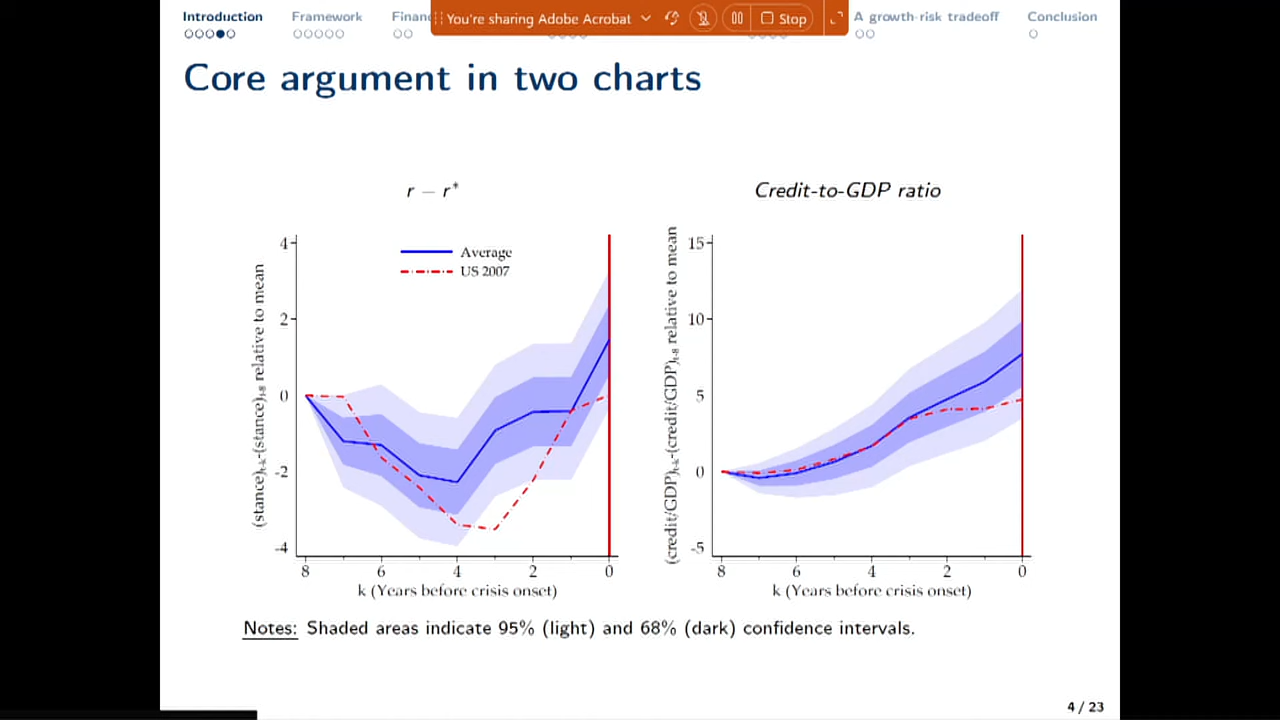 Introduction Framework Finan You're sharing Adobe Acrobat Stop A growth-risk tradeoff Conclusion
Core argument in two charts
r − r* Credit-to-GDP ratio
(stance)t-k-(stance)t-8 relative to mean
4
2
0
-2
-4
Average
US 2007
8 6 4 2 0
k (Years before crisis onset)
(credit/GDP)t-k-(credit/GDP)t-8 relative to mean
15
10
5
0
-5
8 6 4 2 0
k (Years before crisis onset)
Notes: Shaded areas indicate 95% (light) and 68% (dark) confidence intervals.
4 / 23